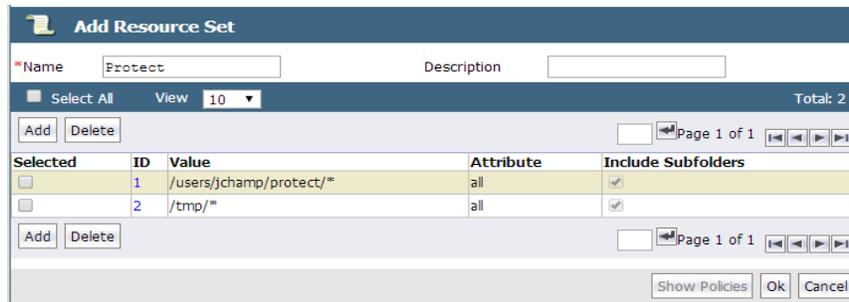 Add Resource Set
*Name Protect Description
Select All View 10 Total: 2
Add Delete Page 1 of 1
Selected ID Value Attribute Include Subfolders
1 /users/jchamp/protect/* all
2 /tmp/* all
Add Delete Page 1 of 1
Show Policies Ok Cancel